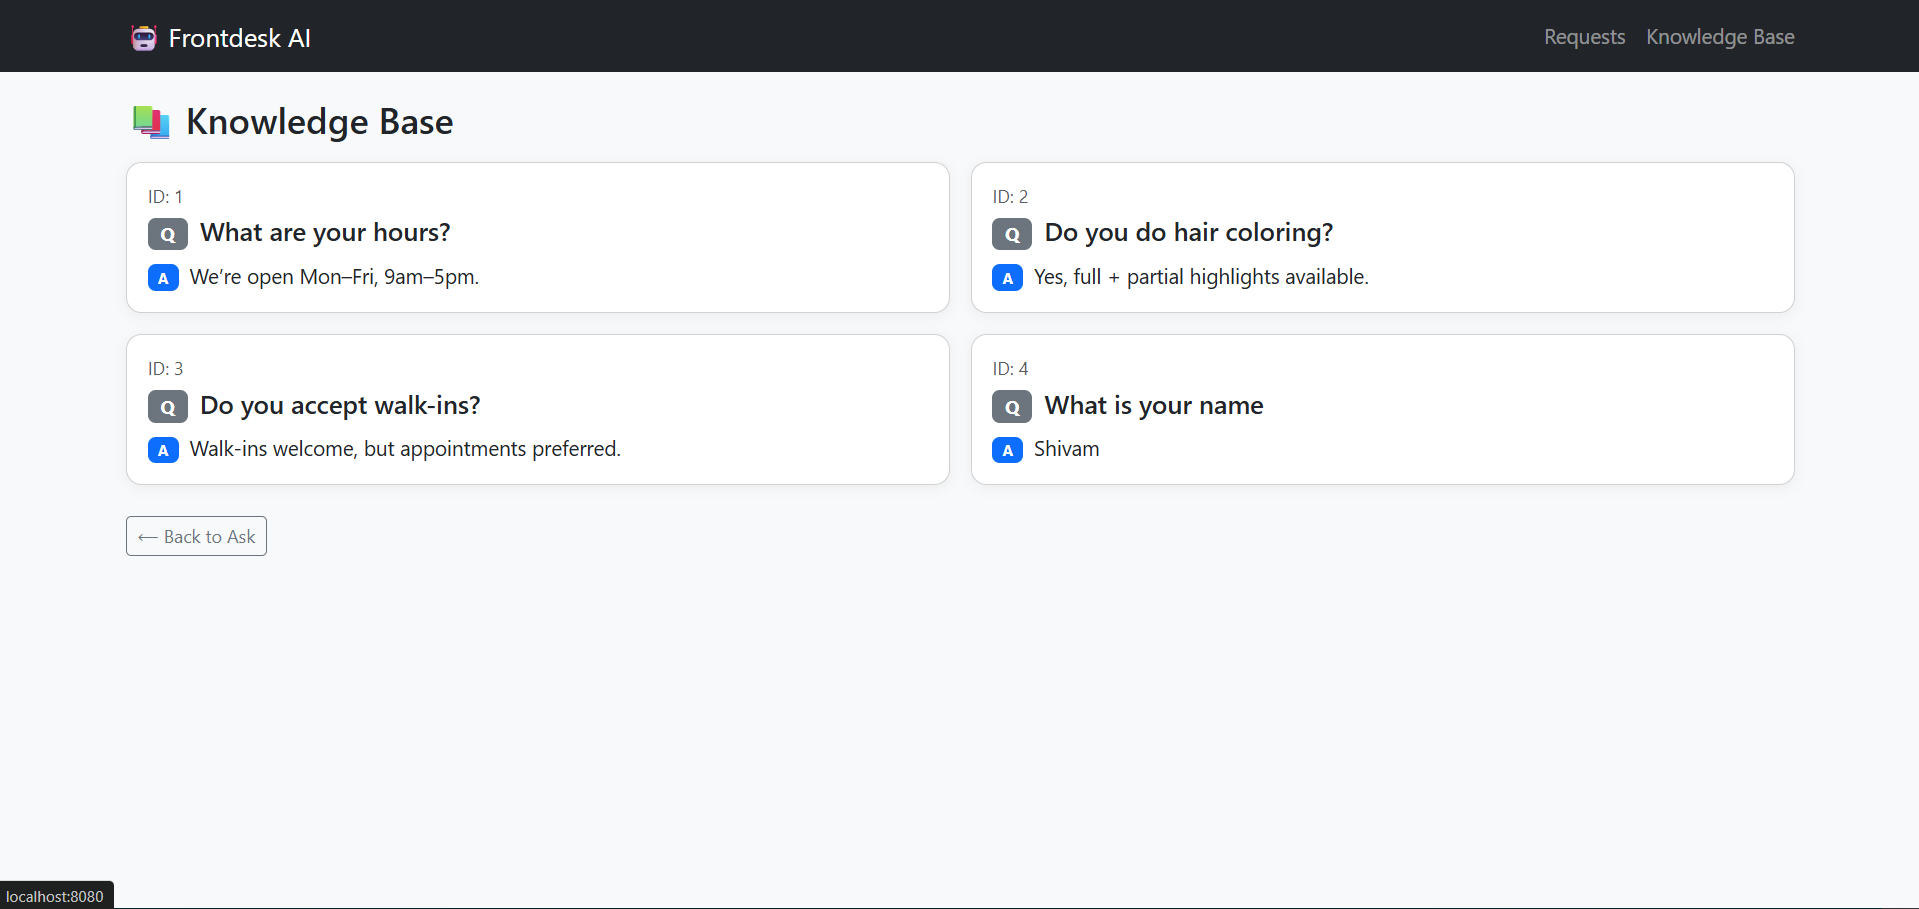 Frontdesk AI
Requests
Knowledge Base
Knowledge Base
ID: 1
Q What are your hours?
A We’re open Mon–Fri, 9am–5pm.
ID: 2
Q Do you do hair coloring?
A Yes, full + partial highlights available.
ID: 3
Q Do you accept walk-ins?
A Walk-ins welcome, but appointments preferred.
ID: 4
Q What is your name
A Shivam
← Back to Ask
localhost:8080